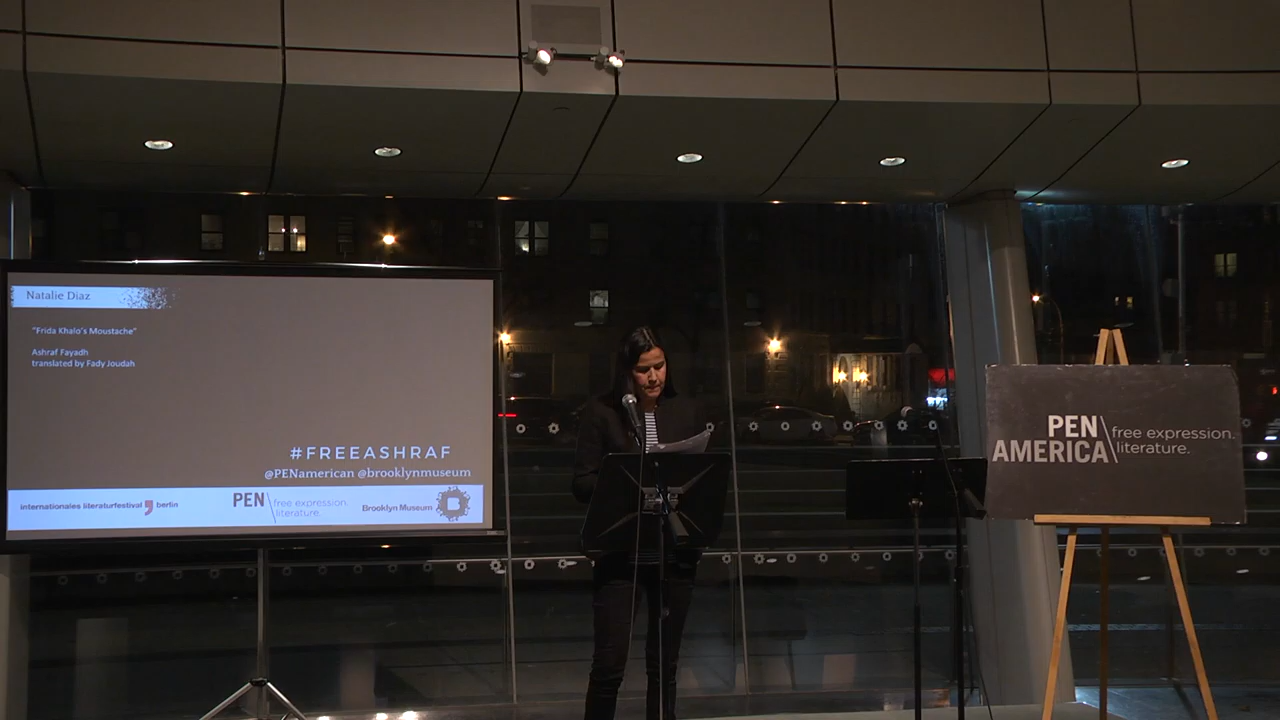 Natalie Diaz
"Frida Khalo's Moustache"
Ashraf Fayadh
translated by Fady Joudah
#FREEASHRAF
@PENamerican @brooklynmuseum
internationales literaturfestival berlin
PEN free expression.
literature.
Brooklyn Museum
B
PEN
AMERICA
free expression.
literature.